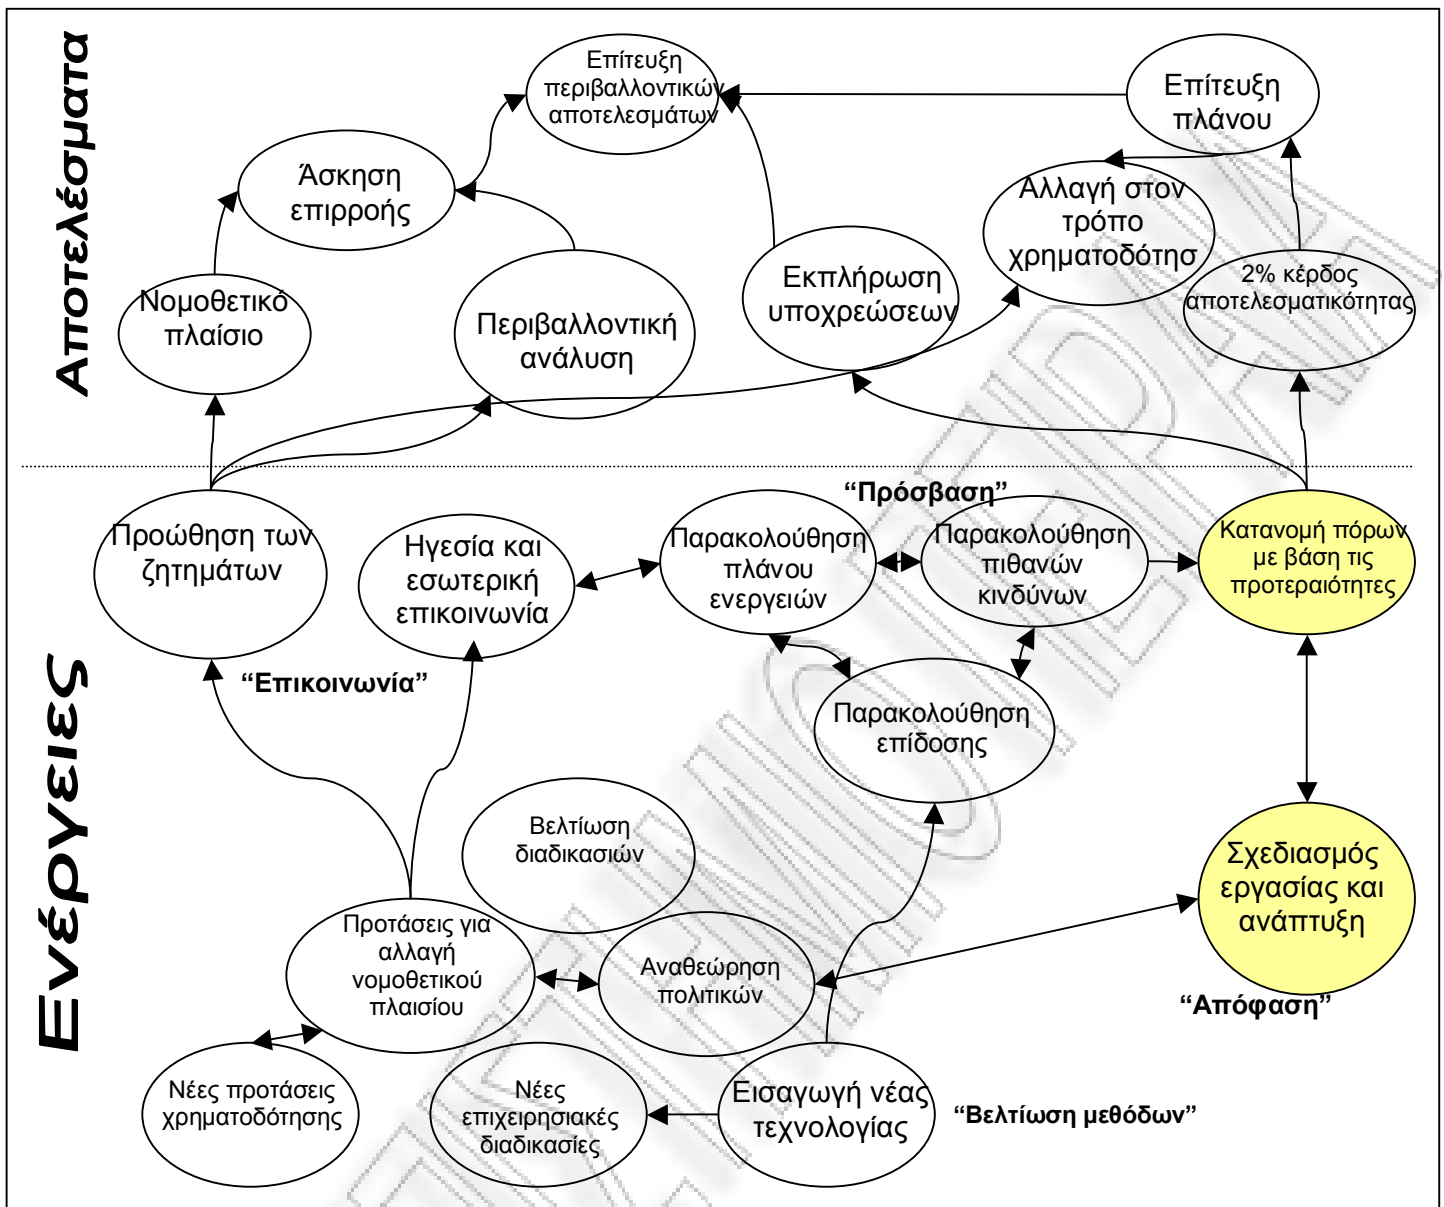 Αποτελέσματα
Επίτευξη
περιβαλλοντικών
αποτελεσμάτων
Επίτευξη
πλάνου
Άσκηση
επιρροής
Αλλαγή στον
τρόπο
χρηματοδότησ
Νομοθετικό
πλαίσιο
Περιβαλλοντική
ανάλυση
Εκπλήρωση
υποχρεώσεων
2% κέρδος
αποτελεσματικότητας
Ενέργειες
“Πρόσβαση”
Προώθηση των
ζητημάτων
Ηγεσία και
εσωτερική
επικοινωνία
Παρακολούθηση
πλάνου
ενεργειών
Παρακολούθηση
πιθανών
κινδύνων
Κατανομή πόρων
με βάση τις
προτεραιότητες
“Επικοινωνία”
Παρακολούθηση
επίδοσης
Βελτίωση
διαδικασιών
Σχεδιασμός
εργασίας και
ανάπτυξη
Προτάσεις για
αλλαγή
νομοθετικού
πλαισίου
Αναθεώρηση
πολιτικών
“Απόφαση”
Νέες προτάσεις
χρηματοδότησης
Νέες
επιχειρησιακές
διαδικασίες
Εισαγωγή νέας
τεχνολογίας
“Βελτίωση μεθόδων”